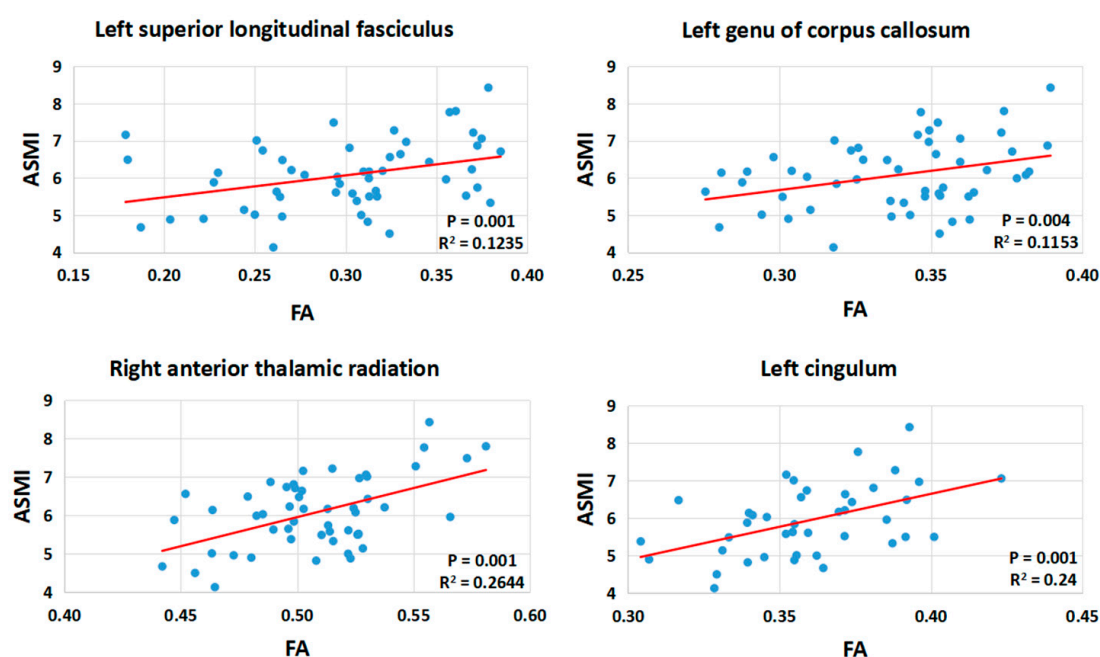 Left superior longitudinal fasciculus
9
8
7
6
5
4
ASMI
P = 0.001
R² = 0.1235
0.15 0.20 0.25 0.30 0.35 0.40
FA
Left genu of corpus callosum
9
8
7
6
5
4
ASMI
P = 0.004
R² = 0.1153
0.25 0.30 0.35 0.40
FA
Right anterior thalamic radiation
9
8
7
6
5
4
ASMI
P = 0.001
R² = 0.2644
0.40 0.45 0.50 0.55 0.60
FA
Left cingulum
9
8
7
6
5
4
ASMI
P = 0.001
R² = 0.24
0.30 0.35 0.40 0.45
FA